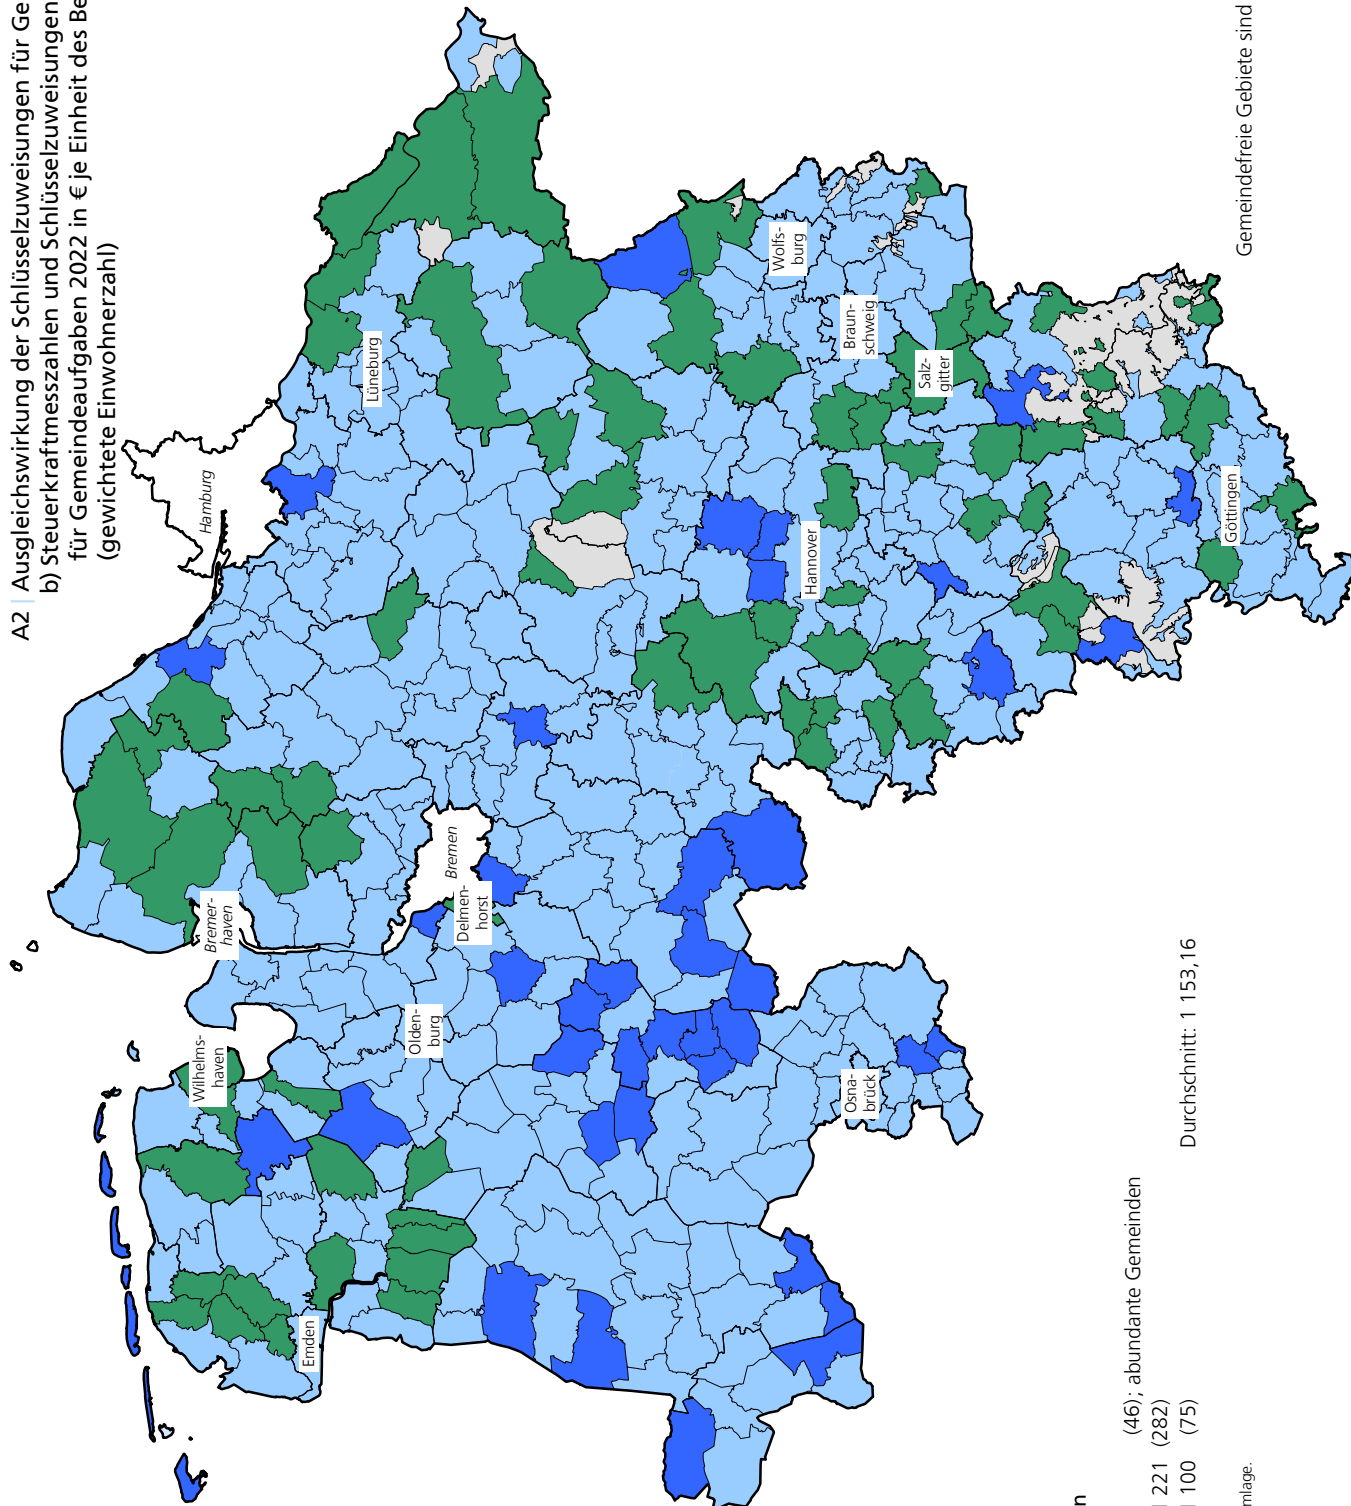 A2 | Ausgleichswirkung der Schlüsselzuweisungen für Ge
b) Steuerkraftmesszahlen und Schlüsselzuweisungen
für Gemeindeaufgaben 2022 in € je Einheit des Be
(gewichtete Einwohnerzahl)
Hamburg
Lüneburg
Bremer-
haven
Wilhelms-
haven
Emden
Olden-
burg
Bremen
Delmen-
horst
Wolfs-
burg
Braun-
schweig
Salz-
gitter
Hannover
Osna-
brück
Göttingen
n
(46) ; abundante Gemeinden
221 (282)
100 (75)
Durchschnitt: 1 153,16
mlage.
Gemeindefreie Gebiete sind